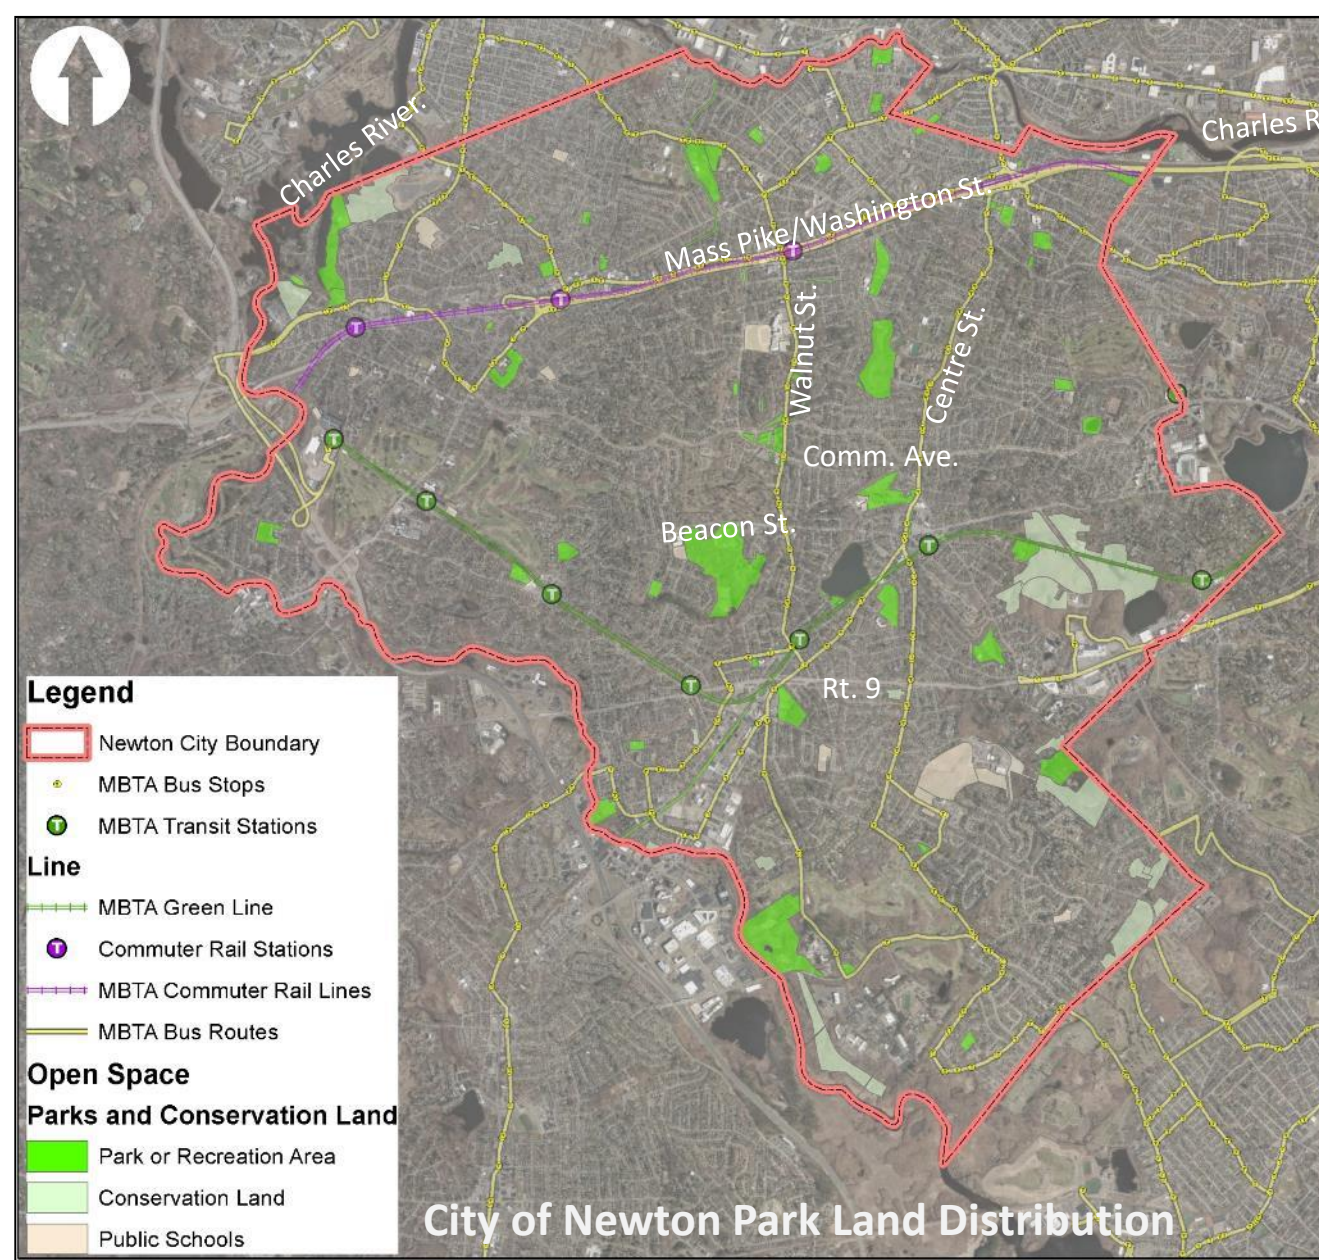 Charles River.
Charles R
Mass Pike/Washington St.
Walnut St.
Centre St.
Comm. Ave.
Beacon St.
Rt. 9
T
T
T
T
T
T
T
T
T
T
Legend
Newton City Boundary
MBTA Bus Stops
T MBTA Transit Stations
Line
MBTA Green Line
T Commuter Rail Stations
MBTA Commuter Rail Lines
MBTA Bus Routes
Open Space
Parks and Conservation Land
Park or Recreation Area
Conservation Land
Public Schools
City of Newton Park Land Distribution